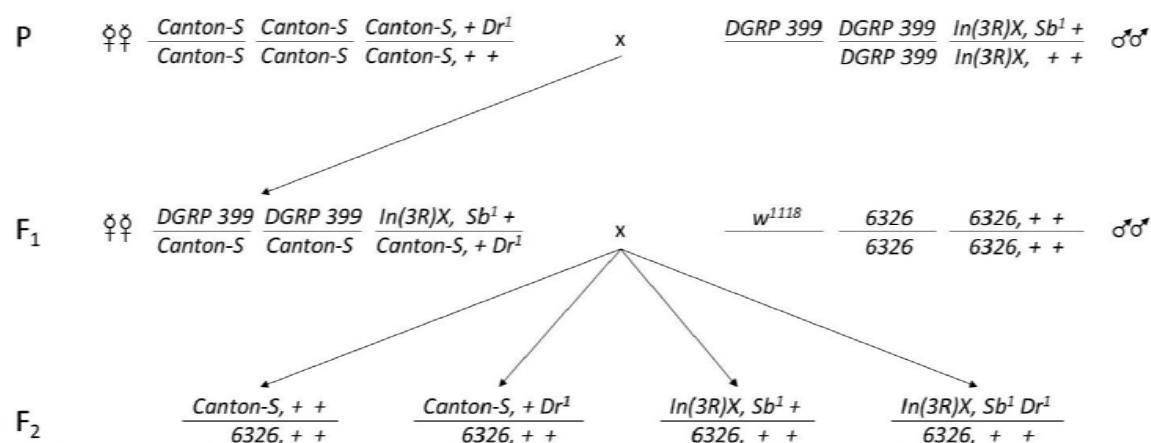 P ☿☿ Canton-S Canton-S Canton-S, + Dr¹ x DGRP 399 DGRP 399 In(3R)X, Sb¹ + ♂♂
Canton-S Canton-S Canton-S, + + DGRP 399 In(3R)X, + +
F₁ ☿☿ DGRP 399 DGRP 399 In(3R)X, Sb¹ + x w¹¹¹⁸ 6326 6326, + + ♂♂
Canton-S Canton-S Canton-S, + Dr¹ 6326 6326, + +
F₂ Canton-S, + + Canton-S, + Dr¹ In(3R)X, Sb¹ + In(3R)X, Sb¹ Dr¹
6326, + + 6326, + + 6326, + + 6326, + +